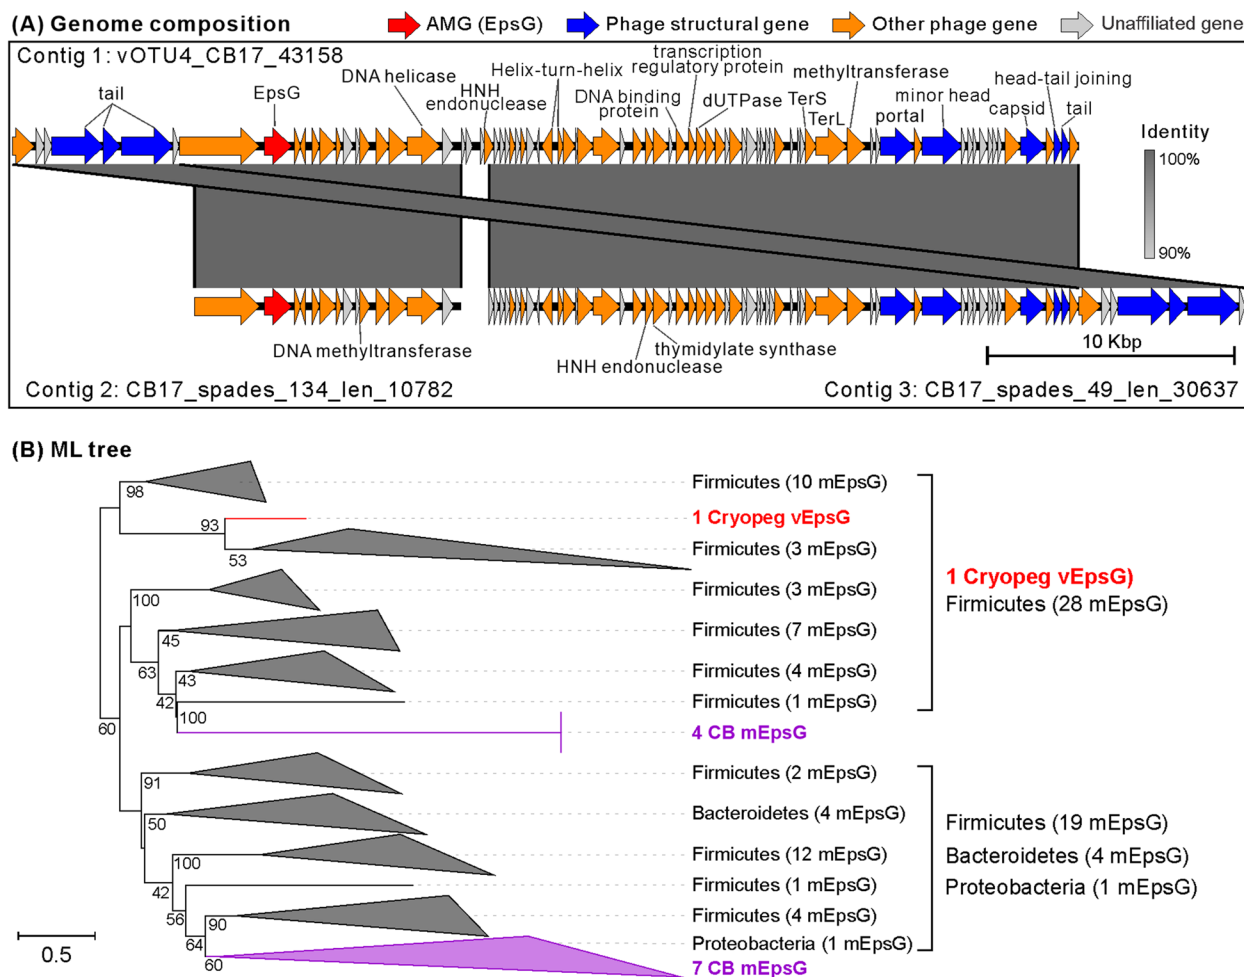 (A) Genome composition
AMG (EpsG)
Phage structural gene
Other phage gene
Unaffiliated gene
Contig 1: vOTU4_CB17_43158
tail
EpsG
DNA helicase
HNH
endonuclease
Helix-turn-helix
transcription
regulatory protein
DNA binding
protein
dUTPase
methyltransferase
TerS
TerL
portal
minor head
head-tail joining
capsid
tail
Identity
100%
90%
DNA methyltransferase
thymidylate synthase
HNH endonuclease
10 Kbp
Contig 2: CB17_spades_134_len_10782
Contig 3: CB17_spades_49_len_30637
(B) ML tree
98
Firmicutes (10 mEpsG)
93
1 Cryopeg vEpsG
53
Firmicutes (3 mEpsG)
100
Firmicutes (3 mEpsG)
45
Firmicutes (7 mEpsG)
63
43
Firmicutes (4 mEpsG)
42
Firmicutes (1 mEpsG)
100
60
4 CB mEpsG
91
Firmicutes (2 mEpsG)
50
Bacteroidetes (4 mEpsG)
100
Firmicutes (12 mEpsG)
42
Firmicutes (1 mEpsG)
56
90
Firmicutes (4 mEpsG)
64
Proteobacteria (1 mEpsG)
60
7 CB mEpsG
1 Cryopeg vEpsG)
Firmicutes (28 mEpsG)
Firmicutes (19 mEpsG)
Bacteroidetes (4 mEpsG)
Proteobacteria (1 mEpsG)
0.5